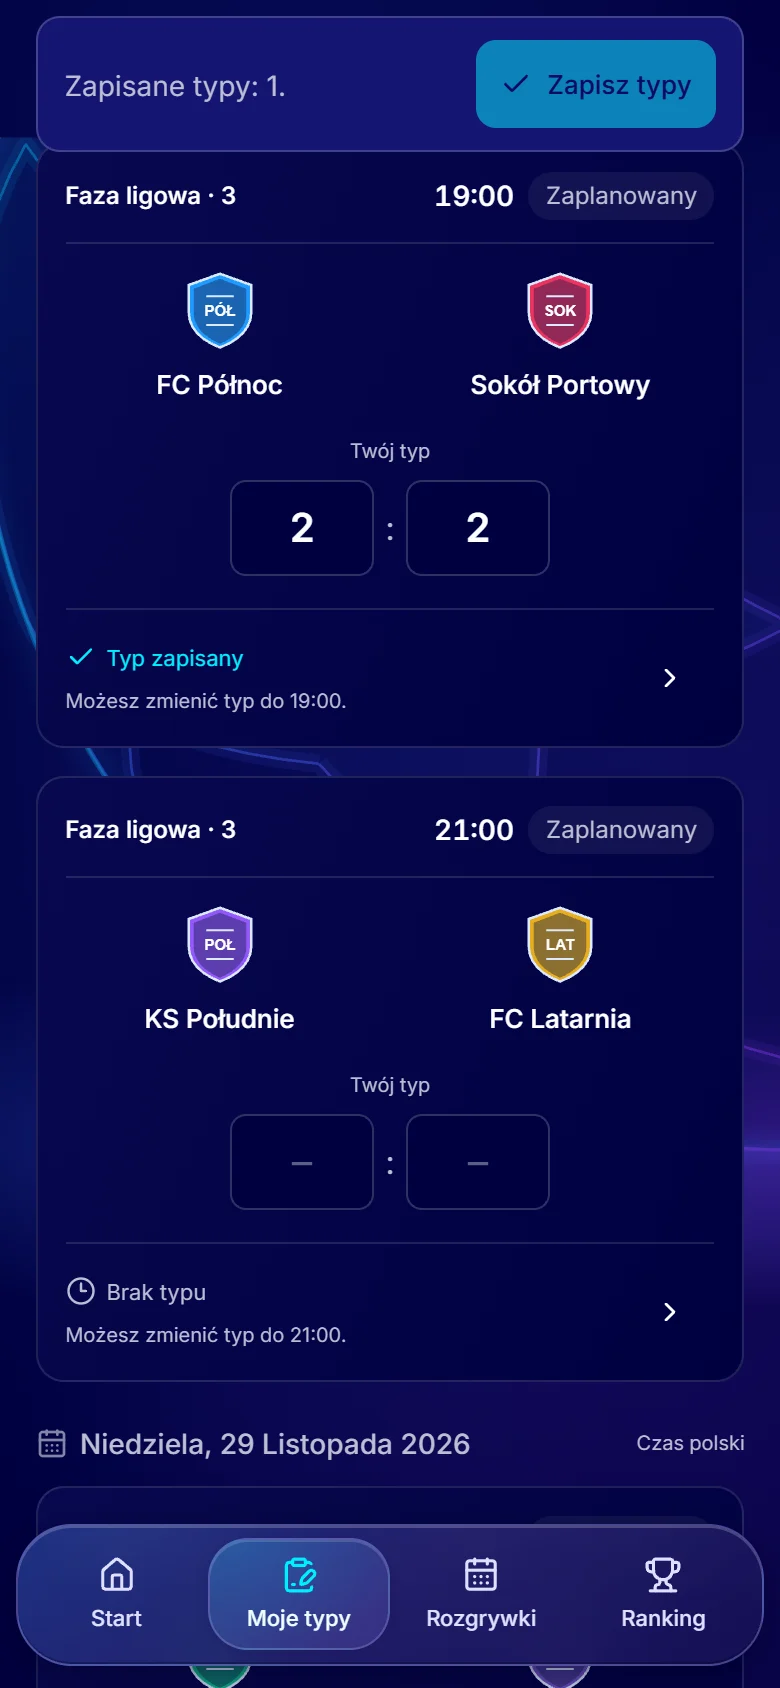 Zapisane typy: 1.
Zapisz typy
Faza ligowa · 3
19:00
Zaplanowany
PÓŁ
SOK
FC Północ
Sokół Portowy
Twój typ
2 : 2
Typ zapisany
Możesz zmienić typ do 19:00.
Faza ligowa · 3
21:00
Zaplanowany
POŁ
LAT
KS Południe
FC Latarnia
Twój typ
– : –
Brak typu
Możesz zmienić typ do 21:00.
Niedziela, 29 Listopada 2026
Czas polski
Start
Moje typy
Rozgrywki
Ranking